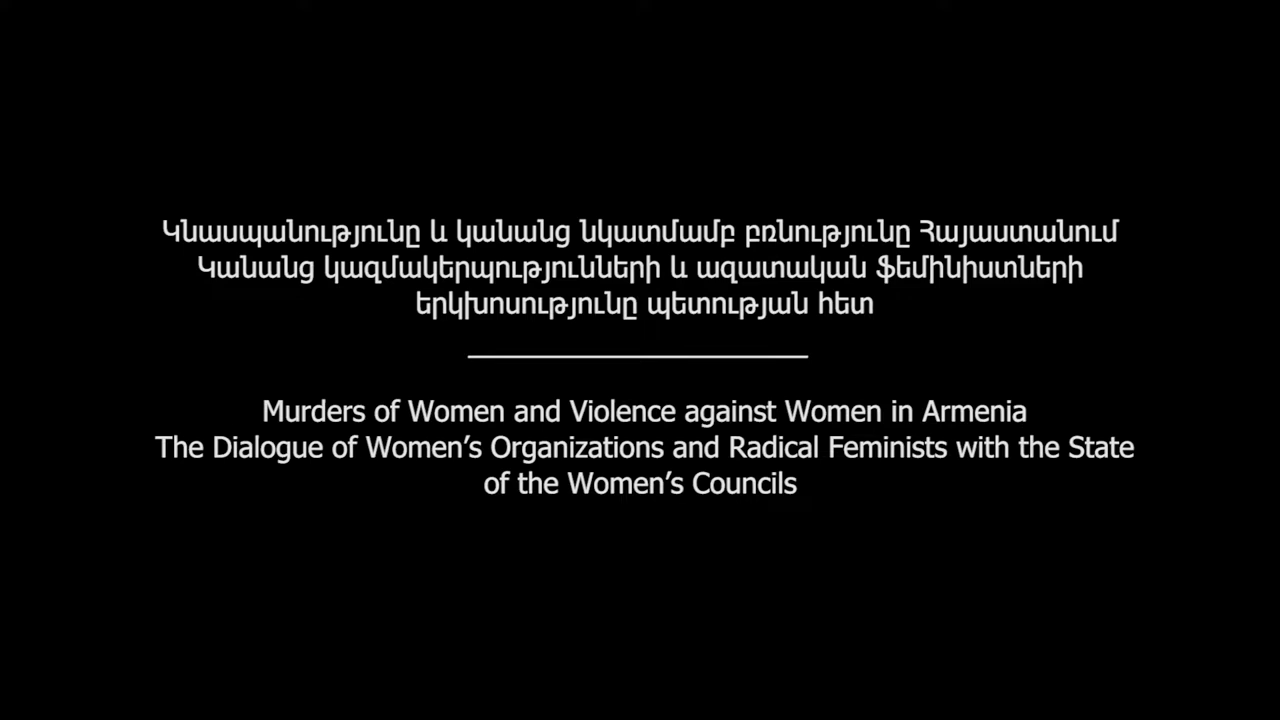 Կնասպանությունը և կանանց նկատմամբ բռնությունը Հայաստանում
Կանանց կազմակերպությունների և ազատական ֆեմինիստների
երկխոսությունը պետության հետ
Murders of Women and Violence against Women in Armenia
The Dialogue of Women’s Organizations and Radical Feminists with the State
of the Women’s Councils